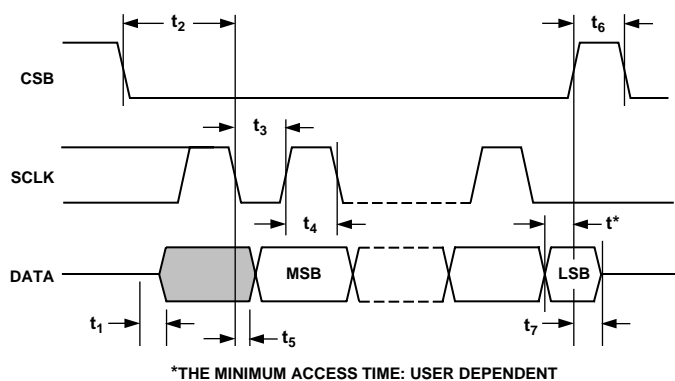 t2
t6
CSB
t3
SCLK
t4
t*
DATA
MSB
LSB
t1
t5
t7
*THE MINIMUM ACCESS TIME: USER DEPENDENT